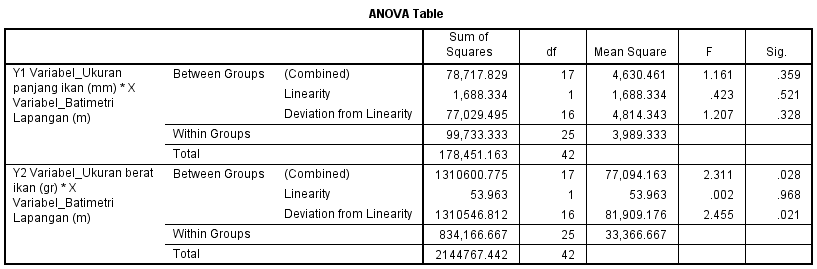 ANOVA Table
Sum of Squares df Mean Square F Sig.
Y1 Variabel_Ukuran panjang ikan (mm) * X Variabel_Batimetri Lapangan (m) Between Groups (Combined) 78,717.829 17 4,630.461 1.161 .359
Linearity 1,688.334 1 1,688.334 .423 .521
Deviation from Linearity 77,029.495 16 4,814.343 1.207 .328
Within Groups 99,733.333 25 3,989.333
Total 178,451.163 42
Y2 Variabel_Ukuran berat ikan (gr) * X Variabel_Batimetri Lapangan (m) Between Groups (Combined) 1310600.775 17 77,094.163 2.311 .028
Linearity 53.963 1 53.963 .002 .968
Deviation from Linearity 1310546.812 16 81,909.176 2.455 .021
Within Groups 834,166.667 25 33,366.667
Total 2144767.442 42